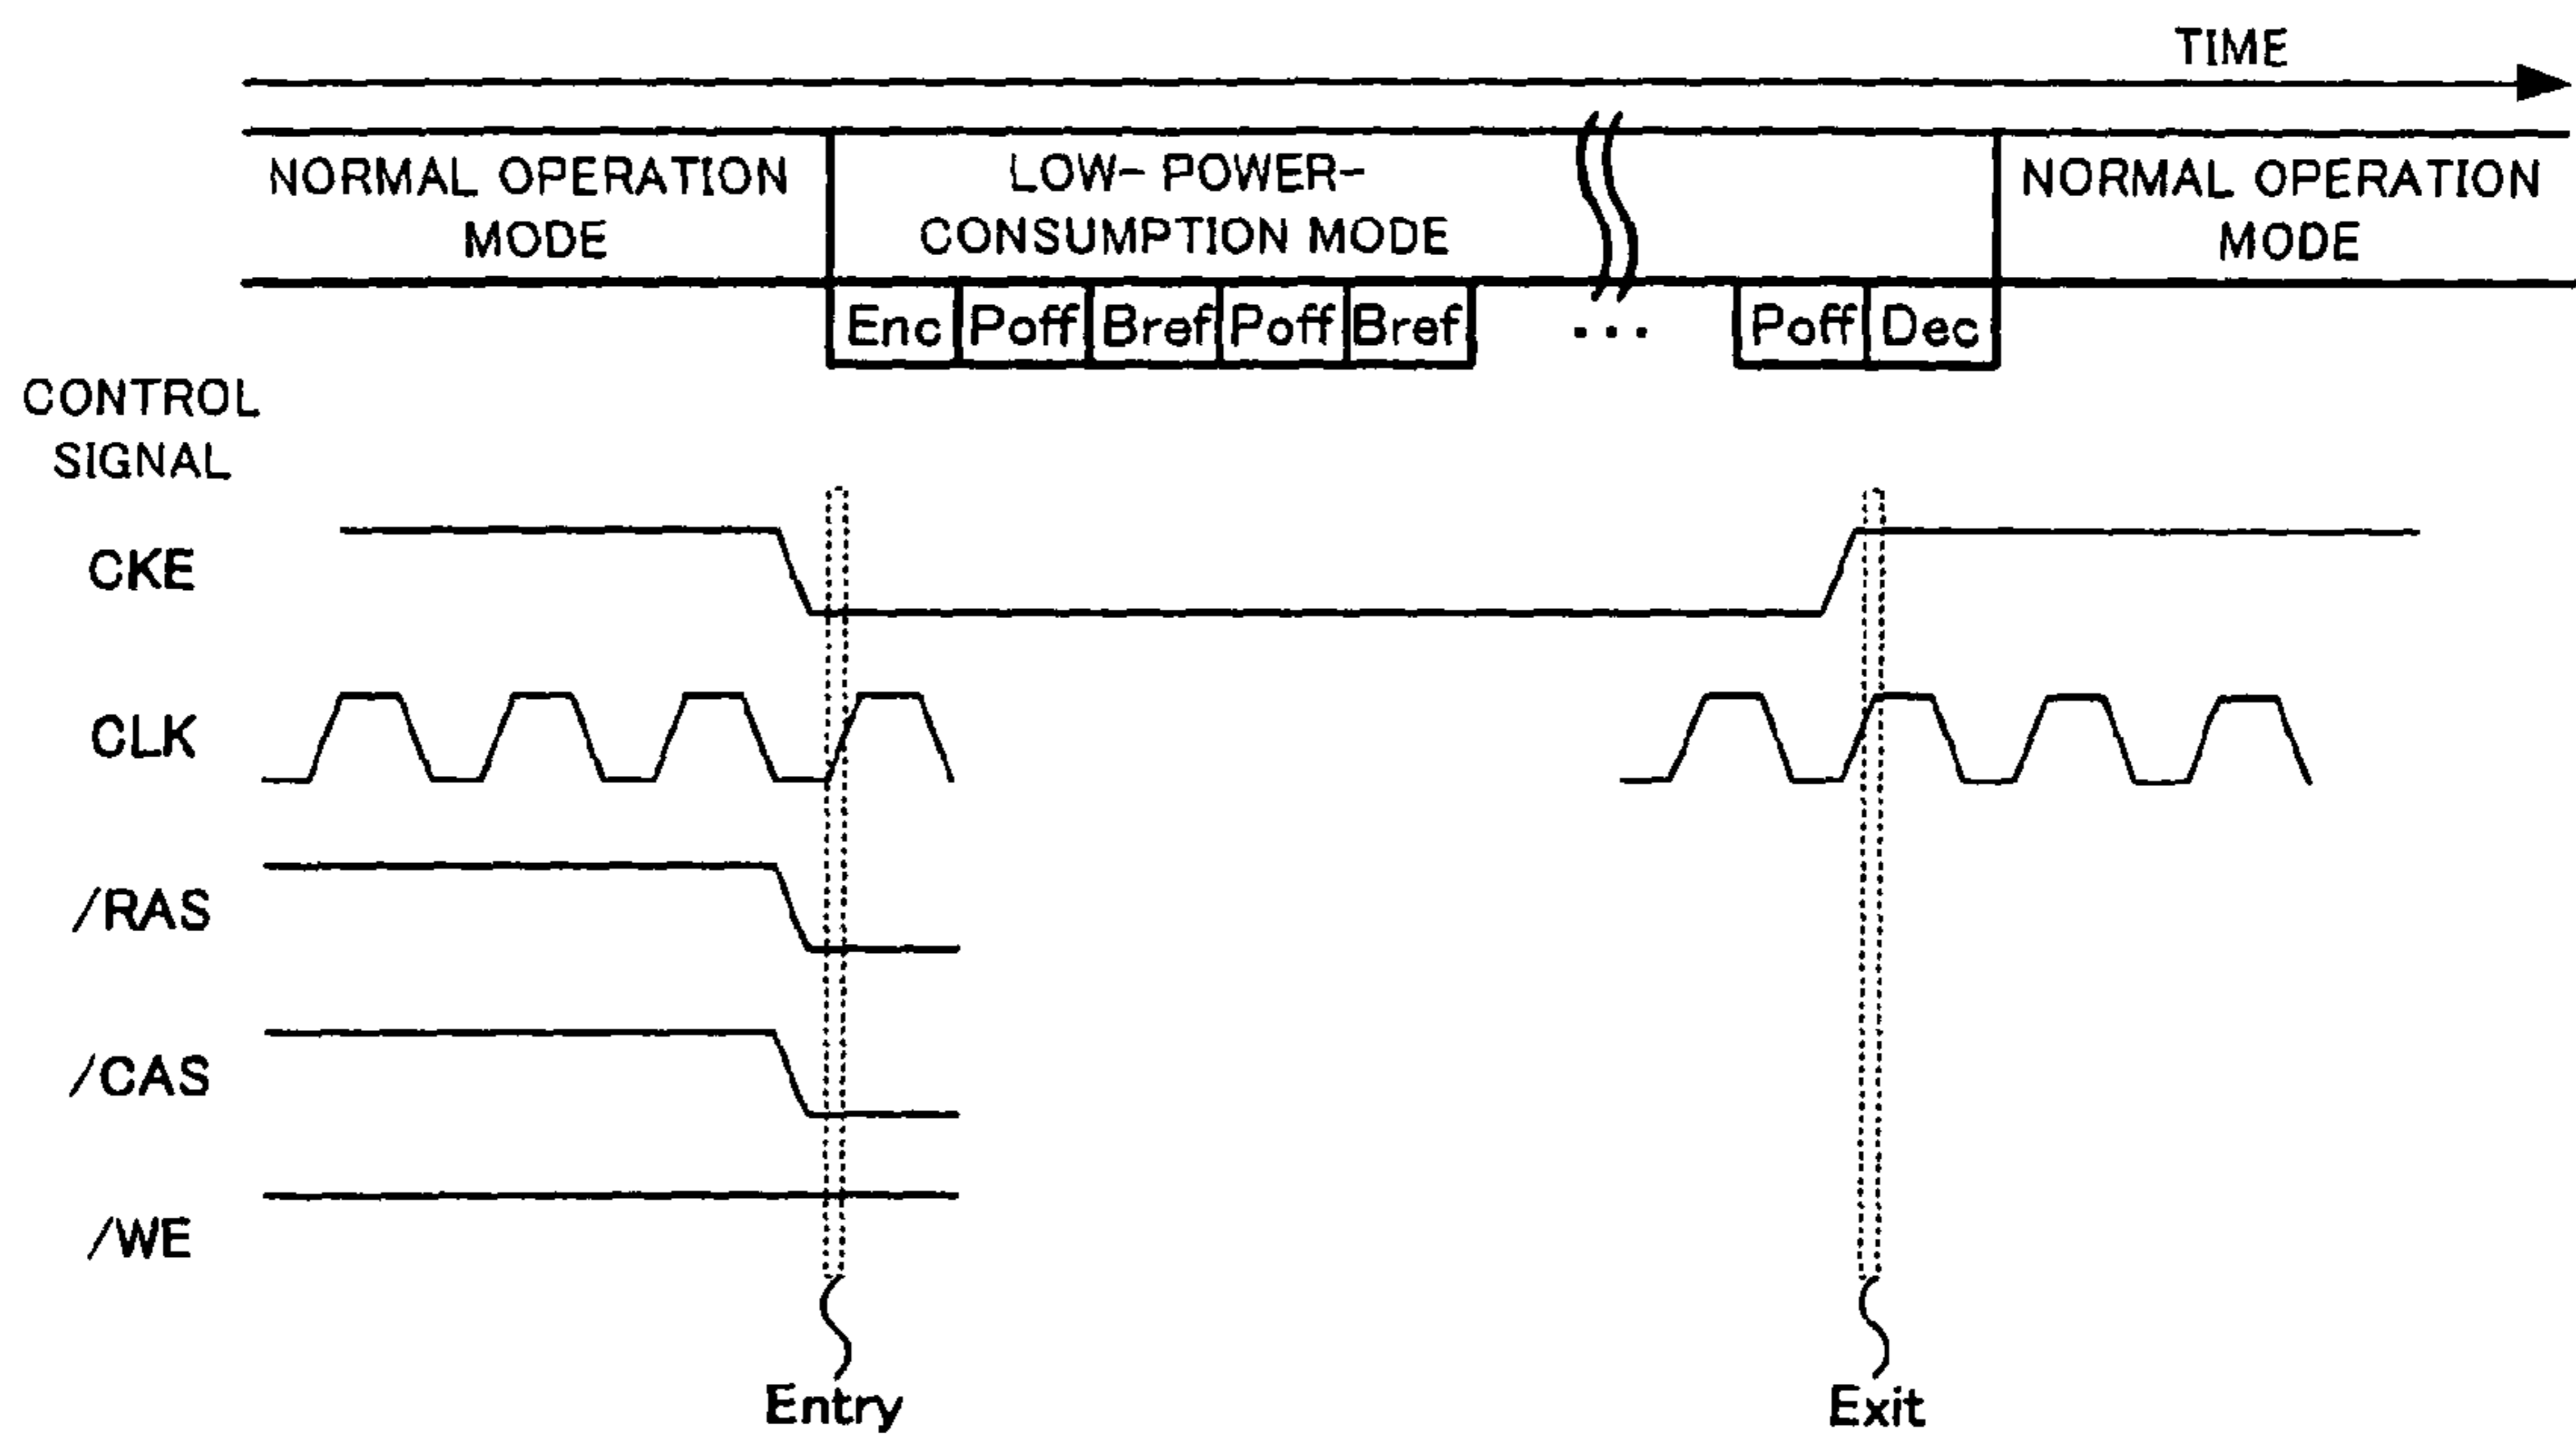 TIME
NORMAL OPERATION
MODE
LOW- POWER-
CONSUMPTION MODE
NORMAL OPERATION
MODE
Enc Poff Bref Poff Bref ... Poff Dec
CONTROL
SIGNAL
CKE
CLK
/RAS
/CAS
/WE
Entry
Exit